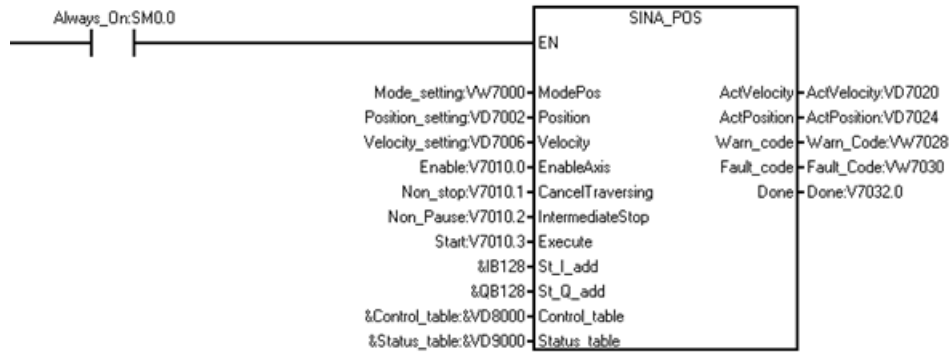 Always_On:SM0.0
SINA_POS
EN
Mode_setting:VW7000 ModePos ActVelocity ActVelocity:VD7020
Position_setting:VD7002 Position ActPosition ActPosition:VD7024
Velocity_setting:VD7006 Velocity Warn_code Warn_Code:VW7028
Enable:V7010.0 EnableAxis Fault_code Fault_Code:VW7030
Non_stop:V7010.1 CancelTraversing Done Done:V7032.0
Non_Pause:V7010.2 IntermediateStop
Start:V7010.3 Execute
&IB128 St_I_add
&QB128 St_Q_add
&Control_table:&VD8000 Control_table
&Status_table:&VD9000 Status_table